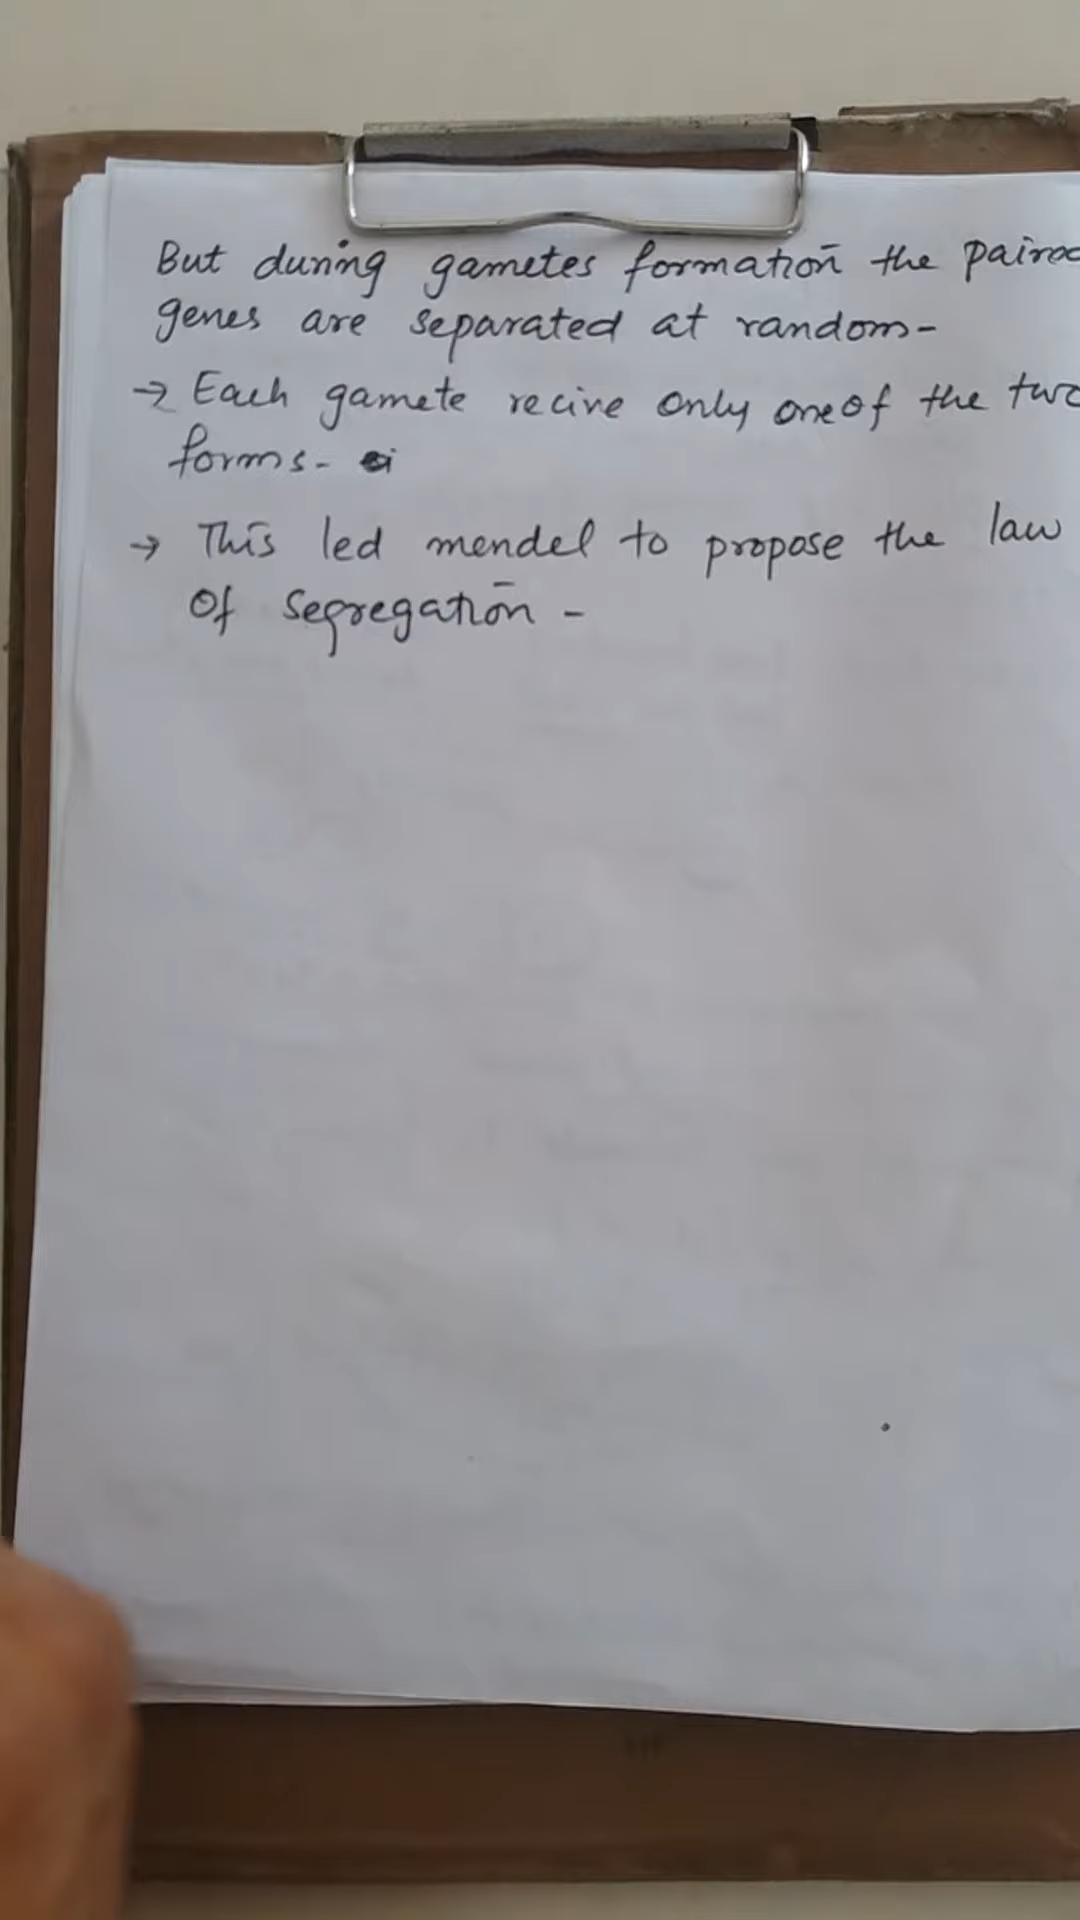 But during gametes formation the paired
genes are separated at random-
→ Each gamete recive only one of the two
forms-
→ This led mendel to propose the law
Of segregation -